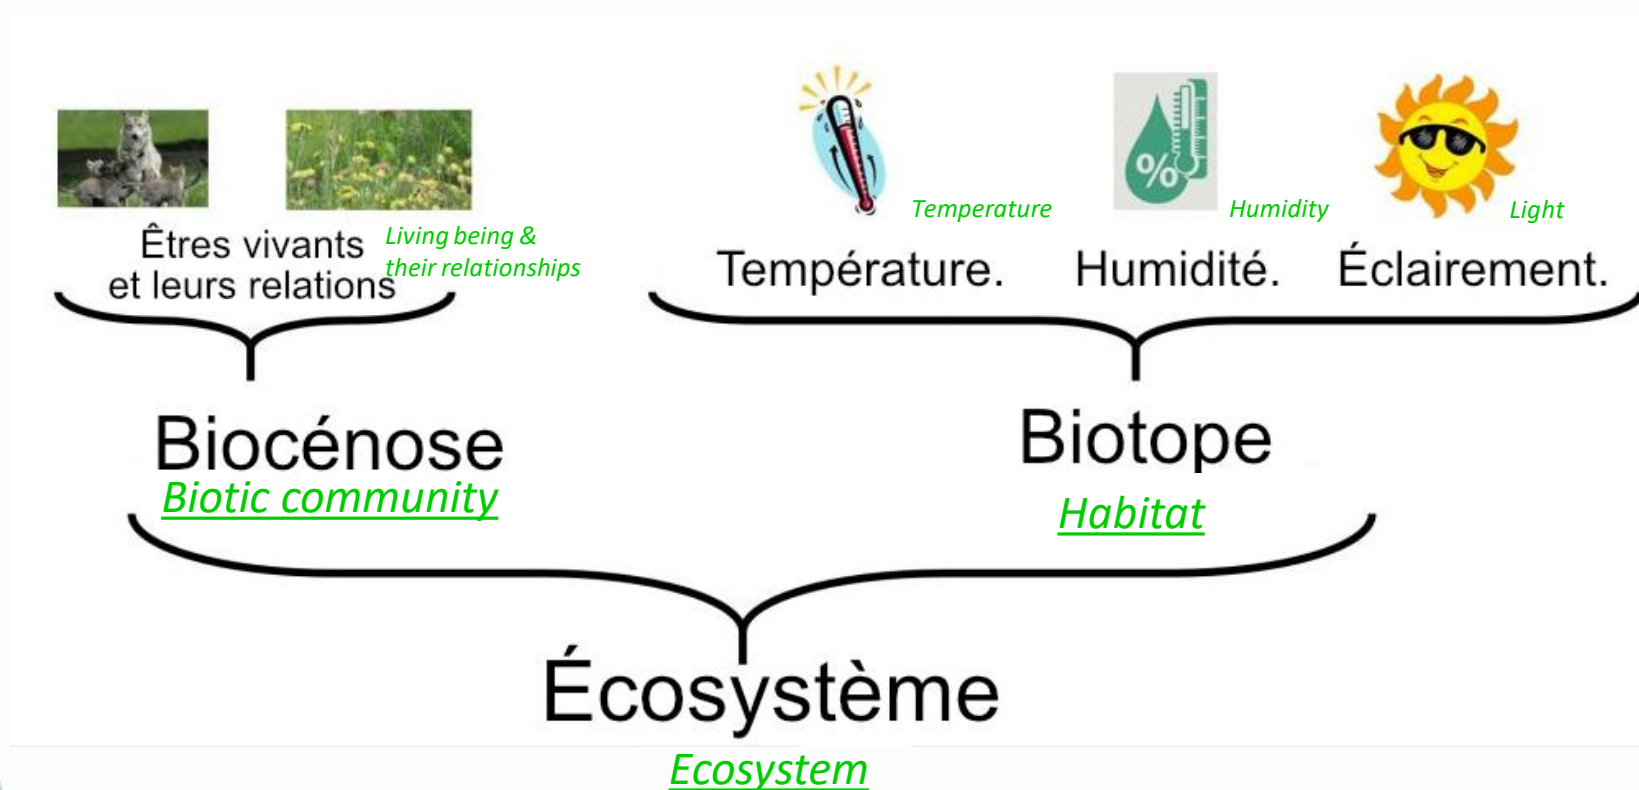 %
Temperature
Humidity
Light
Êtres vivants
et leurs relations
Living being &
their relationships
Température.
Humidité.
Éclairement.
Biocénose
Biotic community
Biotope
Habitat
Écosystème
Ecosystem